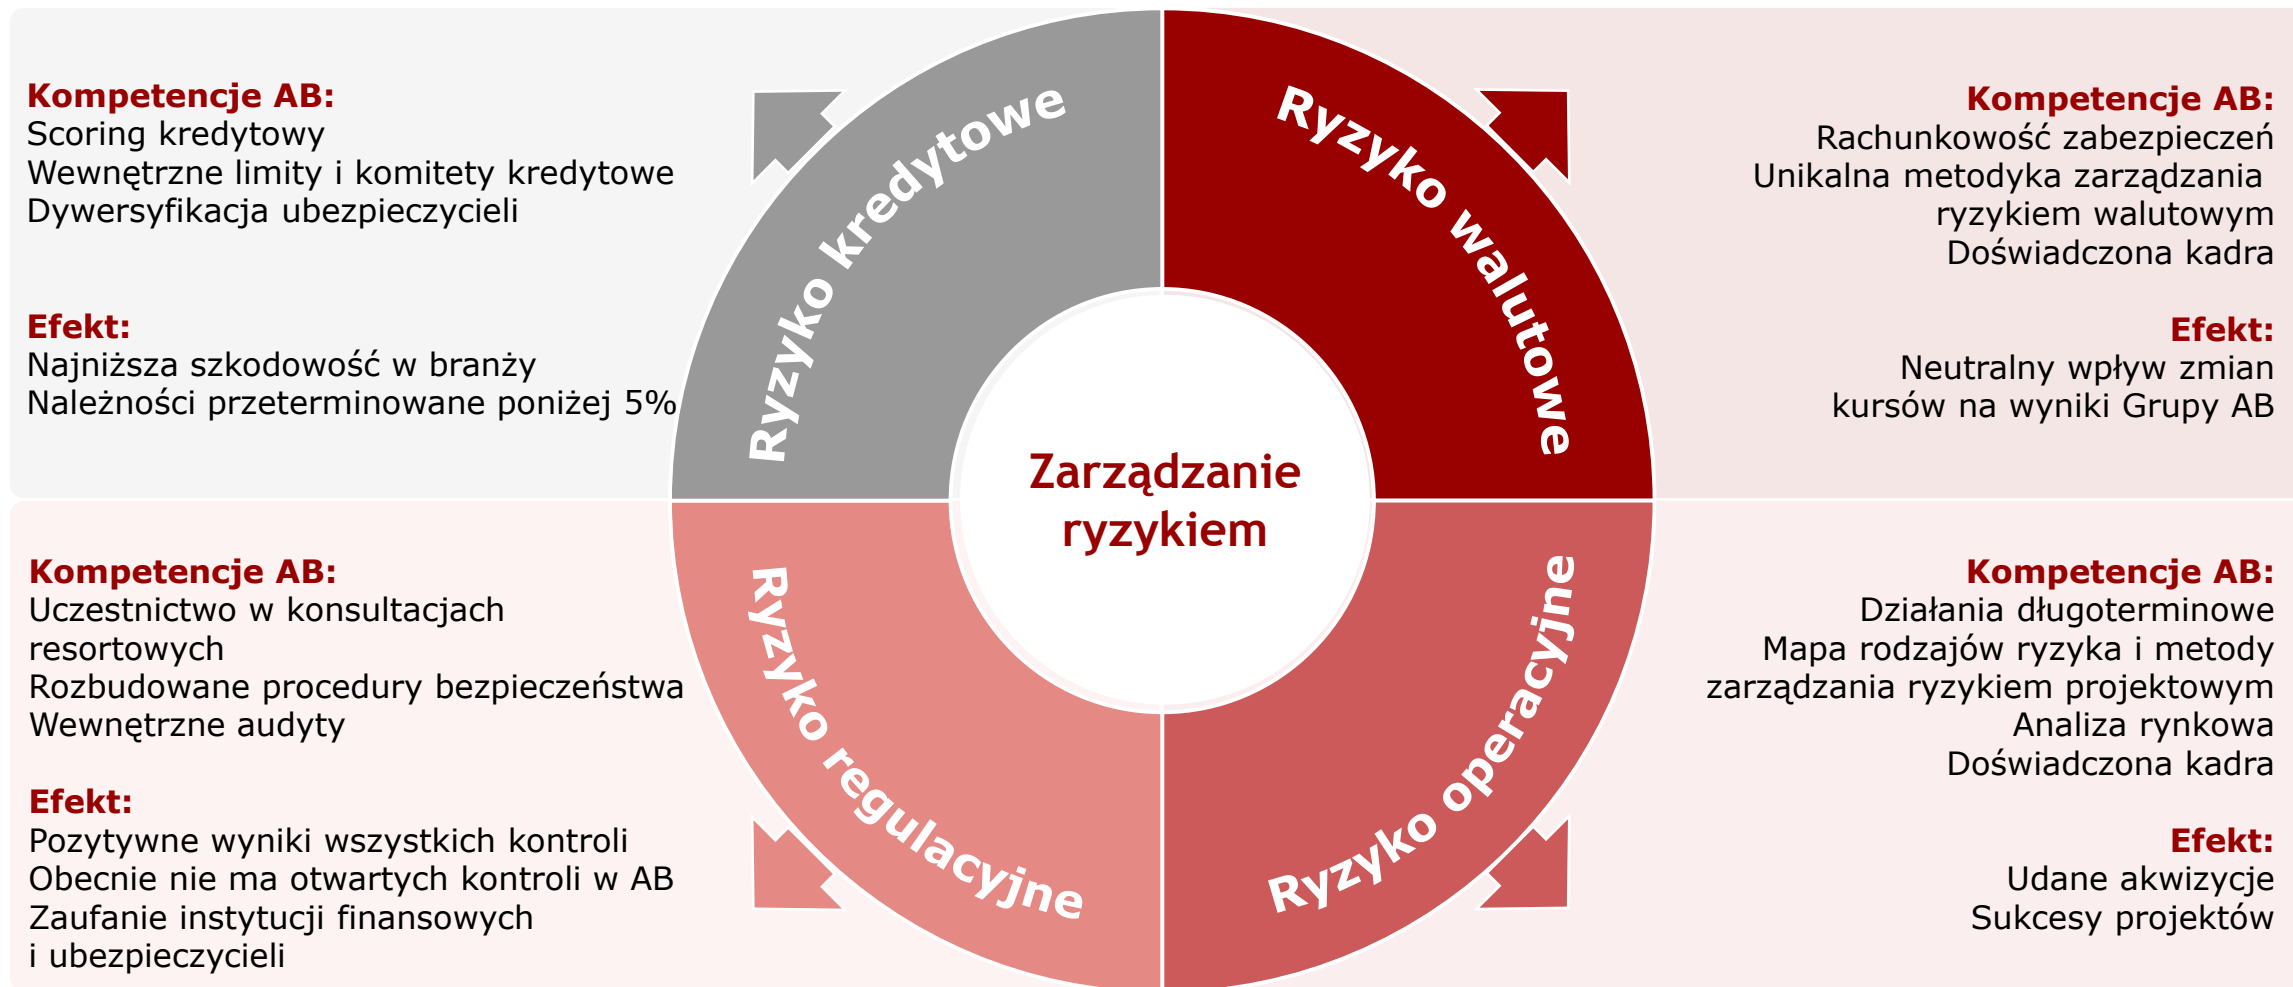 Kompetencje AB:
Scoring kredytowy
Wewnętrzne limity i komitety kredytowe
Dywersyfikacja ubezpieczycieli
Efekt:
Najniższa szkodowość w branży
Należności przeterminowane poniżej 5%
Ryzyko kredytowe
Ryzyko walutowe
Kompetencje AB:
Rachunkowość zabezpieczeń
Unikalna metodyka zarządzania
ryzykiem walutowym
Doświadczona kadra
Efekt:
Neutralny wpływ zmian
kursów na wyniki Grupy AB
Zarządzanie
ryzykiem
Kompetencje AB:
Uczestnictwo w konsultacjach
resortowych
Rozbudowane procedury bezpieczeństwa
Wewnętrzne audyty
Efekt:
Pozytywne wyniki wszystkich kontroli
Obecnie nie ma otwartych kontroli w AB
Zaufanie instytucji finansowych
i ubezpieczycieli
Ryzyko regulacyjne
Ryzyko operacyjne
Kompetencje AB:
Działania długoterminowe
Mapa rodzajów ryzyka i metody
zarządzania ryzykiem projektowym
Analiza rynkowa
Doświadczona kadra
Efekt:
Udane akwizycje
Sukcesy projektów